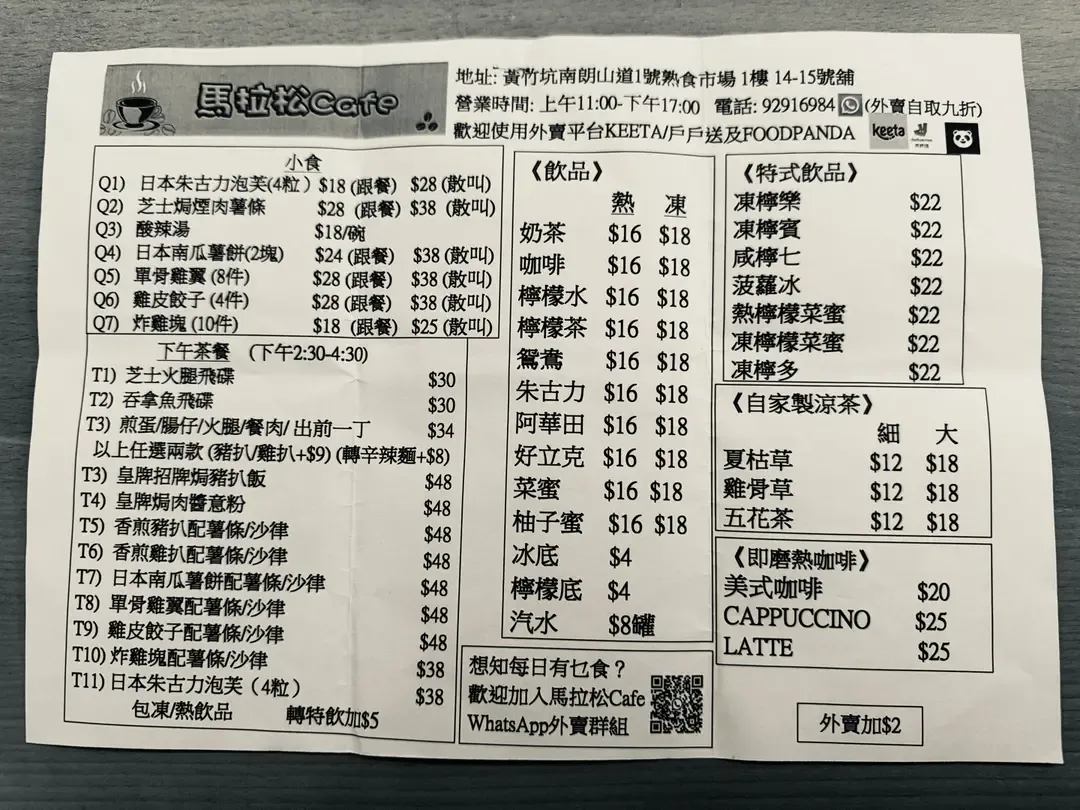 馬拉松Cafe
地址: 黃竹坑南朗山道1號熟食市場 1樓 14-15號舖
營業時間: 上午11:00-下午17:00 電話: 92916984 (外賣自取九折)
歡迎使用外賣平台KEETA/戶戶送及FOODPANDA
keeta
小食
Q1) 日本朱古力泡芙(4粒) $18 (跟餐) $28 (散叫)
Q2) 芝士焗煙肉薯條 $28 (跟餐) $38 (散叫)
Q3) 酸辣湯 $18/碗
Q4) 日本南瓜薯餅(2塊) $24 (跟餐) $38 (散叫)
Q5) 單骨雞翼 (8件) $28 (跟餐) $38 (散叫)
Q6) 雞皮餃子 (4件) $28 (跟餐) $38 (散叫)
Q7) 炸雞塊 (10件) $18 (跟餐) $25 (散叫)
下午茶餐 (下午2:30-4:30)
T1) 芝士火腿飛碟 $30
T2) 吞拿魚飛碟 $30
T3) 煎蛋/腸仔/火腿/餐肉/ 出前一丁 $34
以上任選兩款 (豬扒/雞扒+$9) (轉辛辣麵+$8)
T3) 皇牌招牌焗豬扒飯 $48
T4) 皇牌焗肉醬意粉 $48
T5) 香煎豬扒配薯條/沙律 $48
T6) 香煎雞扒配薯條/沙律 $48
T7) 日本南瓜薯餅配薯條/沙律 $48
T8) 單骨雞翼配薯條/沙律 $48
T9) 雞皮餃子配薯條/沙律 $48
T10) 炸雞塊配薯條/沙律 $38
T11) 日本朱古力泡芙（4粒） $38
包凍/熱飲品 轉特飲加$5
《飲品》
熱 凍
奶茶 $16 $18
咖啡 $16 $18
檸檬水 $16 $18
檸檬茶 $16 $18
鴛鴦 $16 $18
朱古力 $16 $18
阿華田 $16 $18
好立克 $16 $18
菜蜜 $16 $18
柚子蜜 $16 $18
冰底 $4
檸檬底 $4
汽水 $8罐
想知每日有乜食？
歡迎加入馬拉松Cafe
WhatsApp外賣群組
《特式飲品》
凍檸樂 $22
凍檸賓 $22
咸檸七 $22
菠蘿冰 $22
熱檸檬菜蜜 $22
凍檸檬菜蜜 $22
凍檸多 $22
《自家製涼茶》
細 大
夏枯草 $12 $18
雞骨草 $12 $18
五花茶 $12 $18
《即磨熱咖啡》
美式咖啡 $20
CAPPUCCINO $25
LATTE $25
外賣加$2